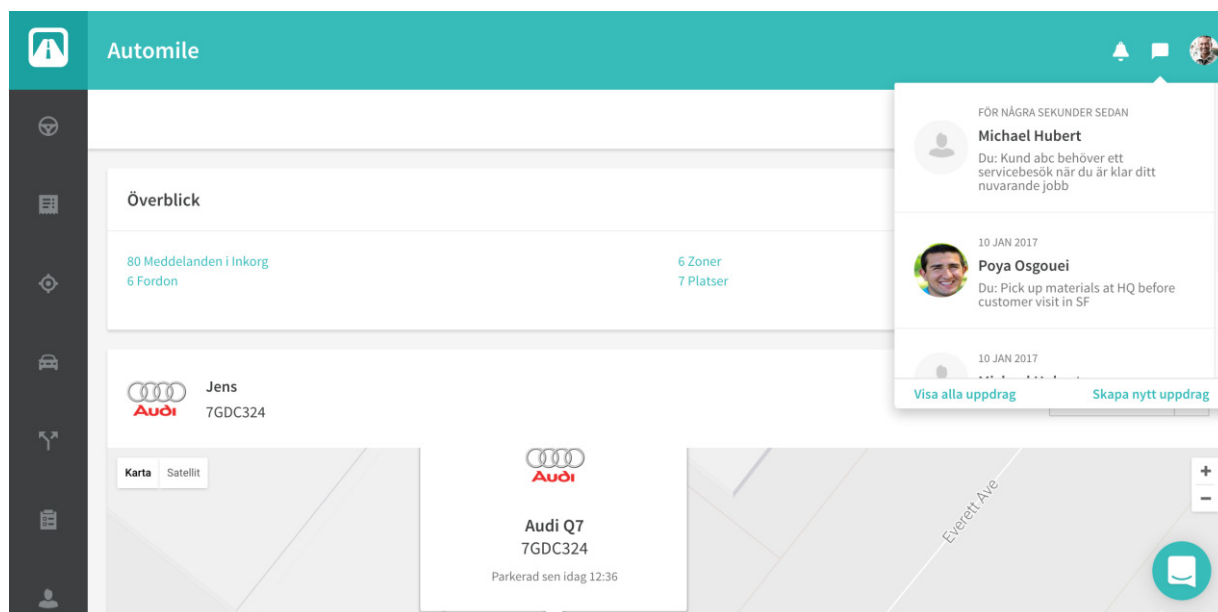 Automile
FÖR NÅGRA SEKUNDER SEDAN
Michael Hubert
Du: Kund abc behöver ett
servicebesök när du är klar ditt
nuvarande jobb
Överblick
80 Meddelanden i Inkorg
6 Fordon
6 Zoner
7 Platser
10 JAN 2017
Poya Osgouei
Du: Pick up materials at HQ before
customer visit in SF
10 JAN 2017
Visa alla uppdrag
Skapa nytt uppdrag
Audi
Jens
7GDC324
Karta
Satellit
Audi
Audi Q7
7GDC324
Parkerad sen idag 12:36
Everett Ave